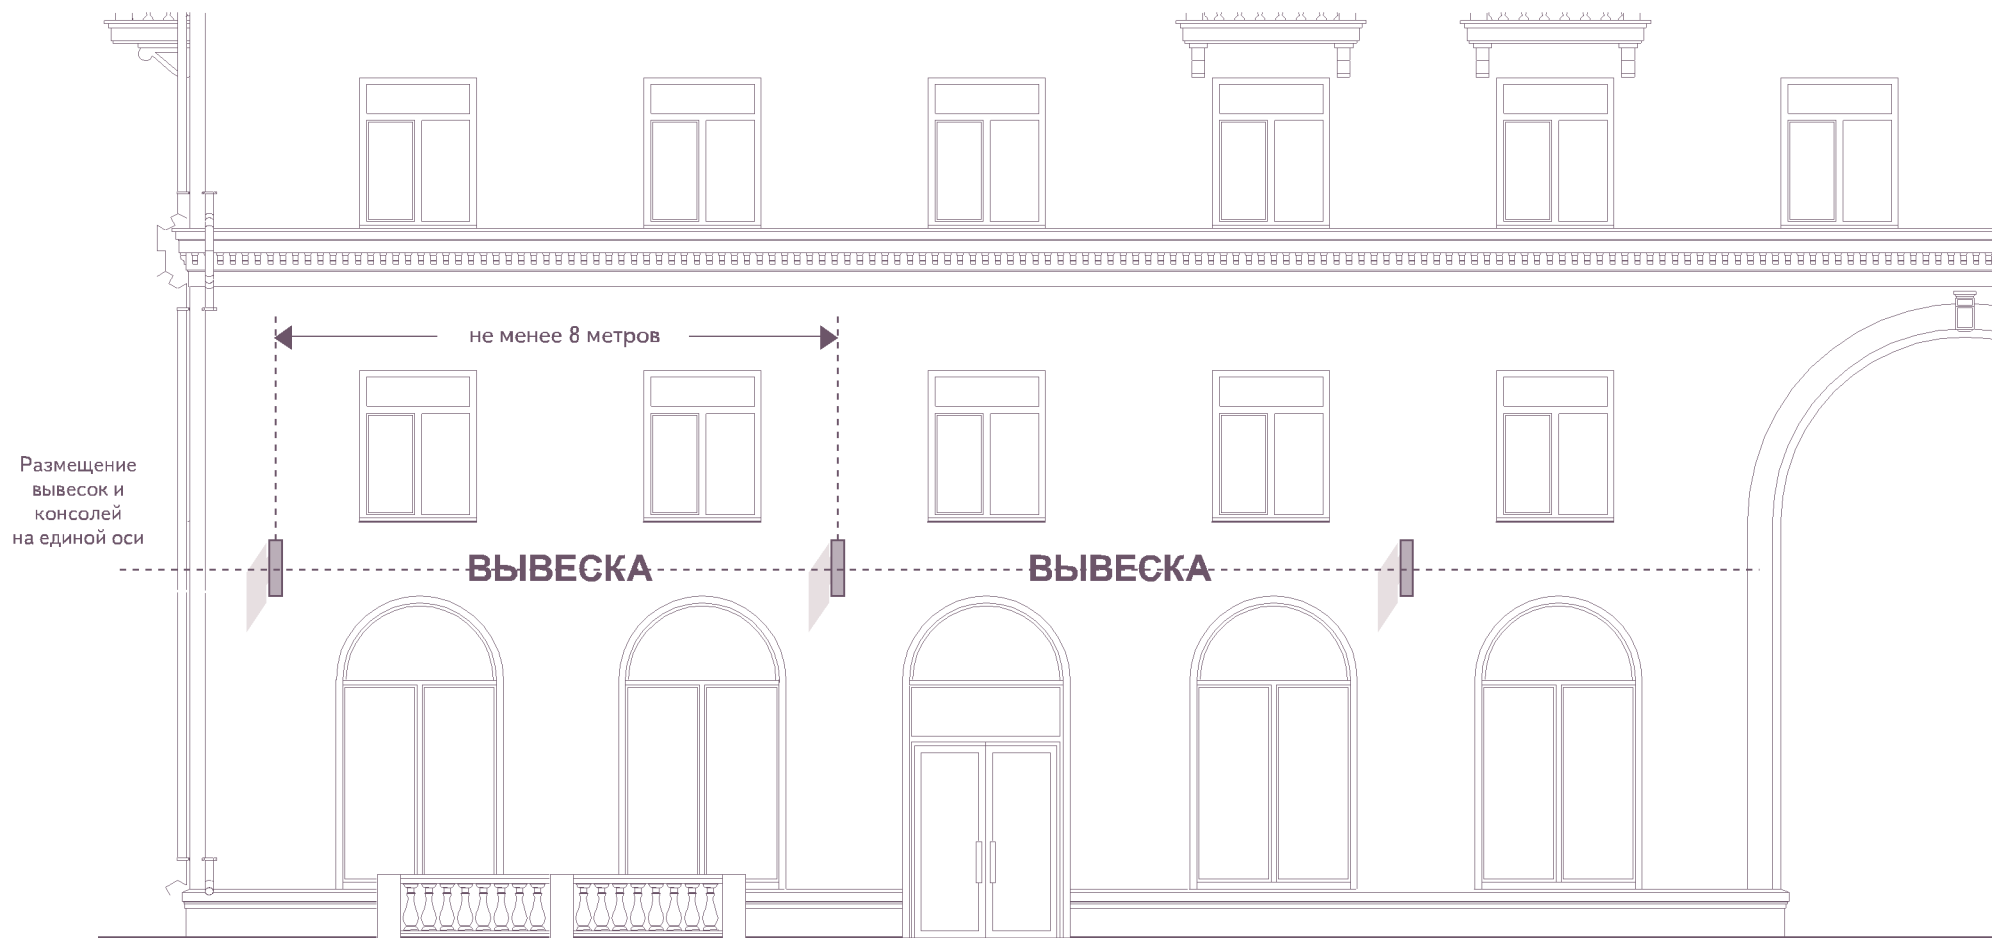 не менее 8 метров
Размещение
вывесок и
консолей
на единой оси
ВЫВЕСКА
ВЫВЕСКА